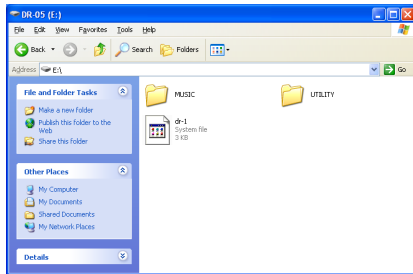 DR-05 (E:)
File Edit View Favorites Tools Help
Back Search Folders
Address E:\ Go
File and Folder Tasks
Make a new folder
Publish this folder to the
Web
Share this folder
Other Places
My Computer
My Documents
Shared Documents
My Network Places
Details
MUSIC
UTILITY
dr-1
System file
3 KB